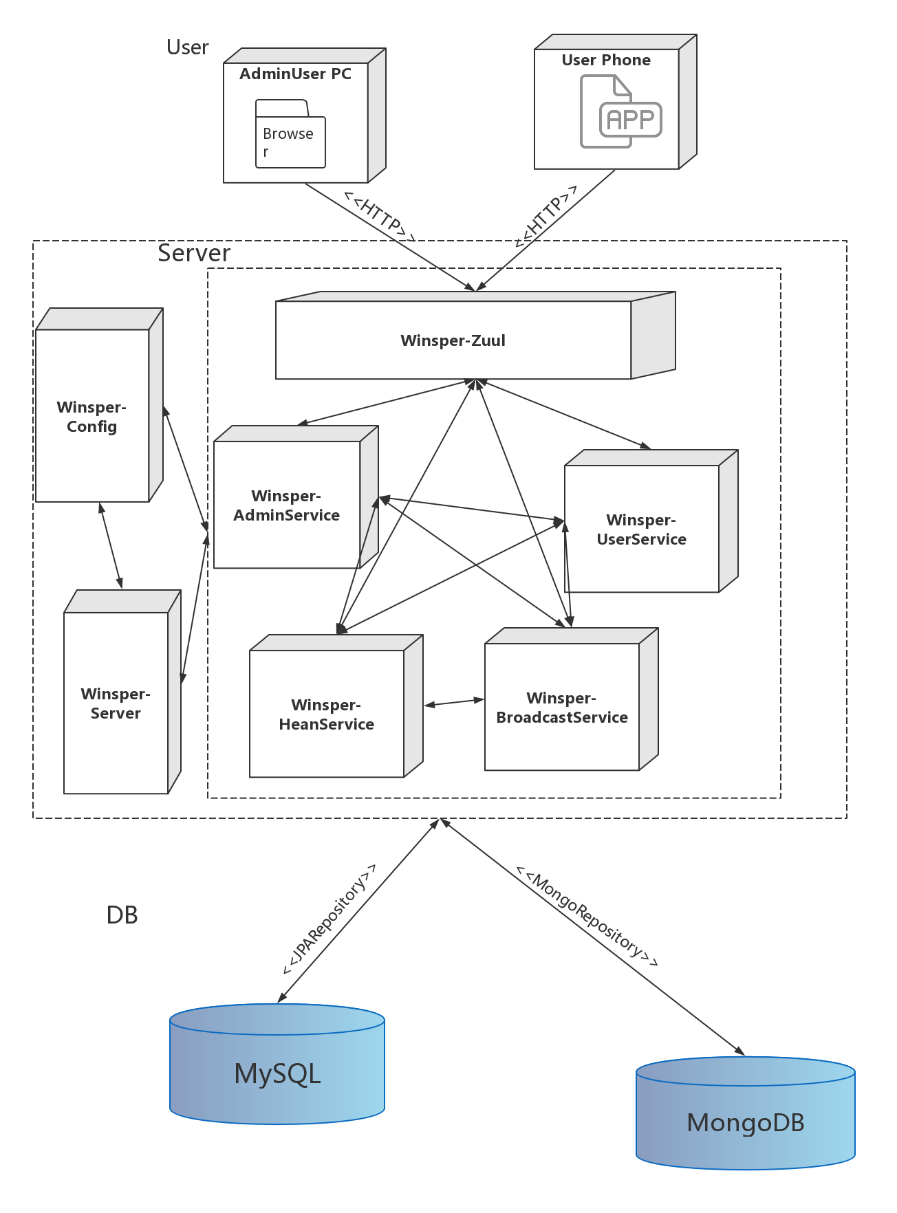 User
AdminUser PC
Browse
r
User Phone
APP
<<HTTP>>
<<HTTP>>
Server
Winsper-Zuul
Winsper-
Config
Winsper-
AdminService
Winsper-
UserService
Winsper-
Server
Winsper-
HeanService
Winsper-
BroadcastService
<<JPARepository>>
<<MongoRepository>>
DB
MySQL
MongoDB